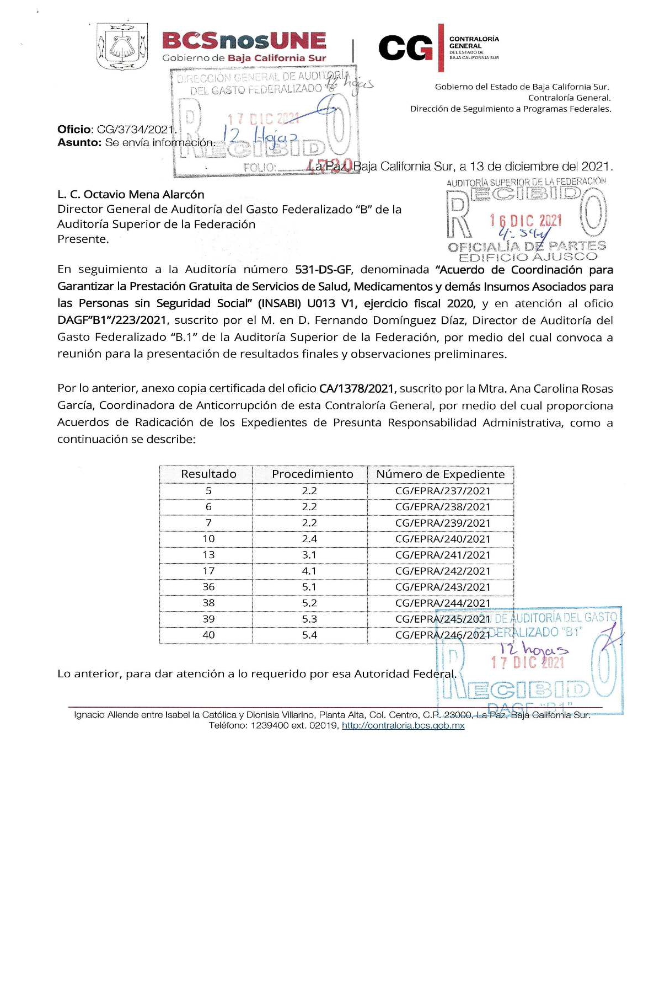 BCSnosUNE
Gobierno de Baja California Sur
CG
CONTRALORÍA
GENERAL
DEL ESTADO DE
BAJA CALIFORNIA SUR
DIRECCIÓN GENERAL DE AUDITORÍA
DEL GASTO FEDERALIZADO
12 hojas
17 DIC 2021
12 Hojas
RECIBIDO
FOLIO: 4720
Gobierno del Estado de Baja California Sur.
Contraloría General.
Dirección de Seguimiento a Programas Federales.
Oficio: CG/3734/2021.
Asunto: Se envía información.
La Paz, Baja California Sur, a 13 de diciembre del 2021.
AUDITORÍA SUPERIOR DE LA FEDERACIÓN
RECIBIDO
16 DIC 2021
OFICIALÍA DE PARTES
EDIFICIO AJUSCO
L. C. Octavio Mena Alarcón
Director General de Auditoría del Gasto Federalizado “B” de la
Auditoría Superior de la Federación
Presente.
En seguimiento a la Auditoría número 531-DS-GF, denominada “Acuerdo de Coordinación para
Garantizar la Prestación Gratuita de Servicios de Salud, Medicamentos y demás Insumos Asociados para
las Personas sin Seguridad Social” (INSABI) U013 V1, ejercicio fiscal 2020, y en atención al oficio
DAGF”B1”/223/2021, suscrito por el M. en D. Fernando Domínguez Díaz, Director de Auditoría del
Gasto Federalizado “B.1” de la Auditoría Superior de la Federación, por medio del cual convoca a
reunión para la presentación de resultados finales y observaciones preliminares.
Por lo anterior, anexo copia certificada del oficio CA/1378/2021, suscrito por la Mtra. Ana Carolina Rosas
García, Coordinadora de Anticorrupción de esta Contraloría General, por medio del cual proporciona
Acuerdos de Radicación de los Expedientes de Presunta Responsabilidad Administrativa, como a
continuación se describe:
Resultado Procedimiento Número de Expediente
5 2.2 CG/EPRA/237/2021
6 2.2 CG/EPRA/238/2021
7 2.2 CG/EPRA/239/2021
10 2.4 CG/EPRA/240/2021
13 3.1 CG/EPRA/241/2021
17 4.1 CG/EPRA/242/2021
36 5.1 CG/EPRA/243/2021
38 5.2 CG/EPRA/244/2021
39 5.3 CG/EPRA/245/2021
40 5.4 CG/EPRA/246/2021
DIRECCIÓN DE AUDITORÍA DEL GASTO
FEDERALIZADO “B1”
12 hojas
17 DIC 2021
RECIBIDO
DAGF “B1”
Lo anterior, para dar atención a lo requerido por esa Autoridad Federal.
Ignacio Allende entre Isabel la Católica y Dionisia Villarino, Planta Alta, Col. Centro, C.P. 23000, La Paz, Baja California Sur.
Teléfono: 1239400 ext. 02019, http://contraloria.bcs.gob.mx